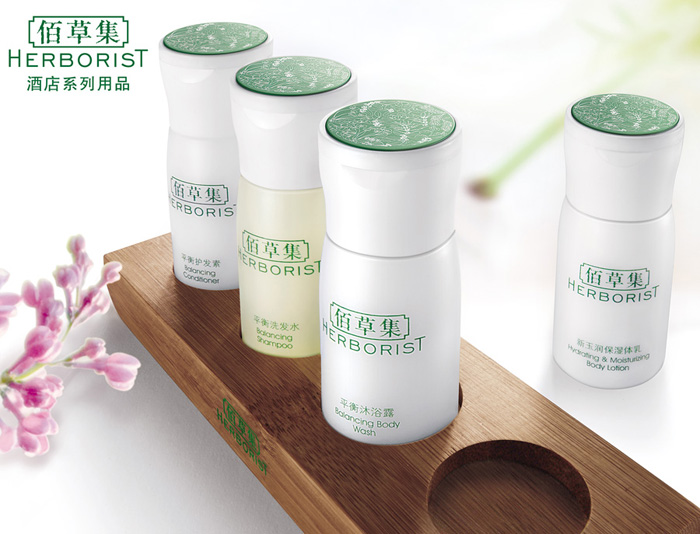 佰草集
HERBORIST
酒店系列用品
佰草集
HERBORIST
平衡护发素
Balancing
Conditioner
佰草集
HERBORIST
平衡洗发水
Balancing
Shampoo
佰草集
HERBORIST
平衡沐浴露
Balancing Body
Wash
佰草集
HERBORIST
新玉润保湿体乳
Hydrating & Moisturizing
Body Lotion
佰草集
HERBORIST